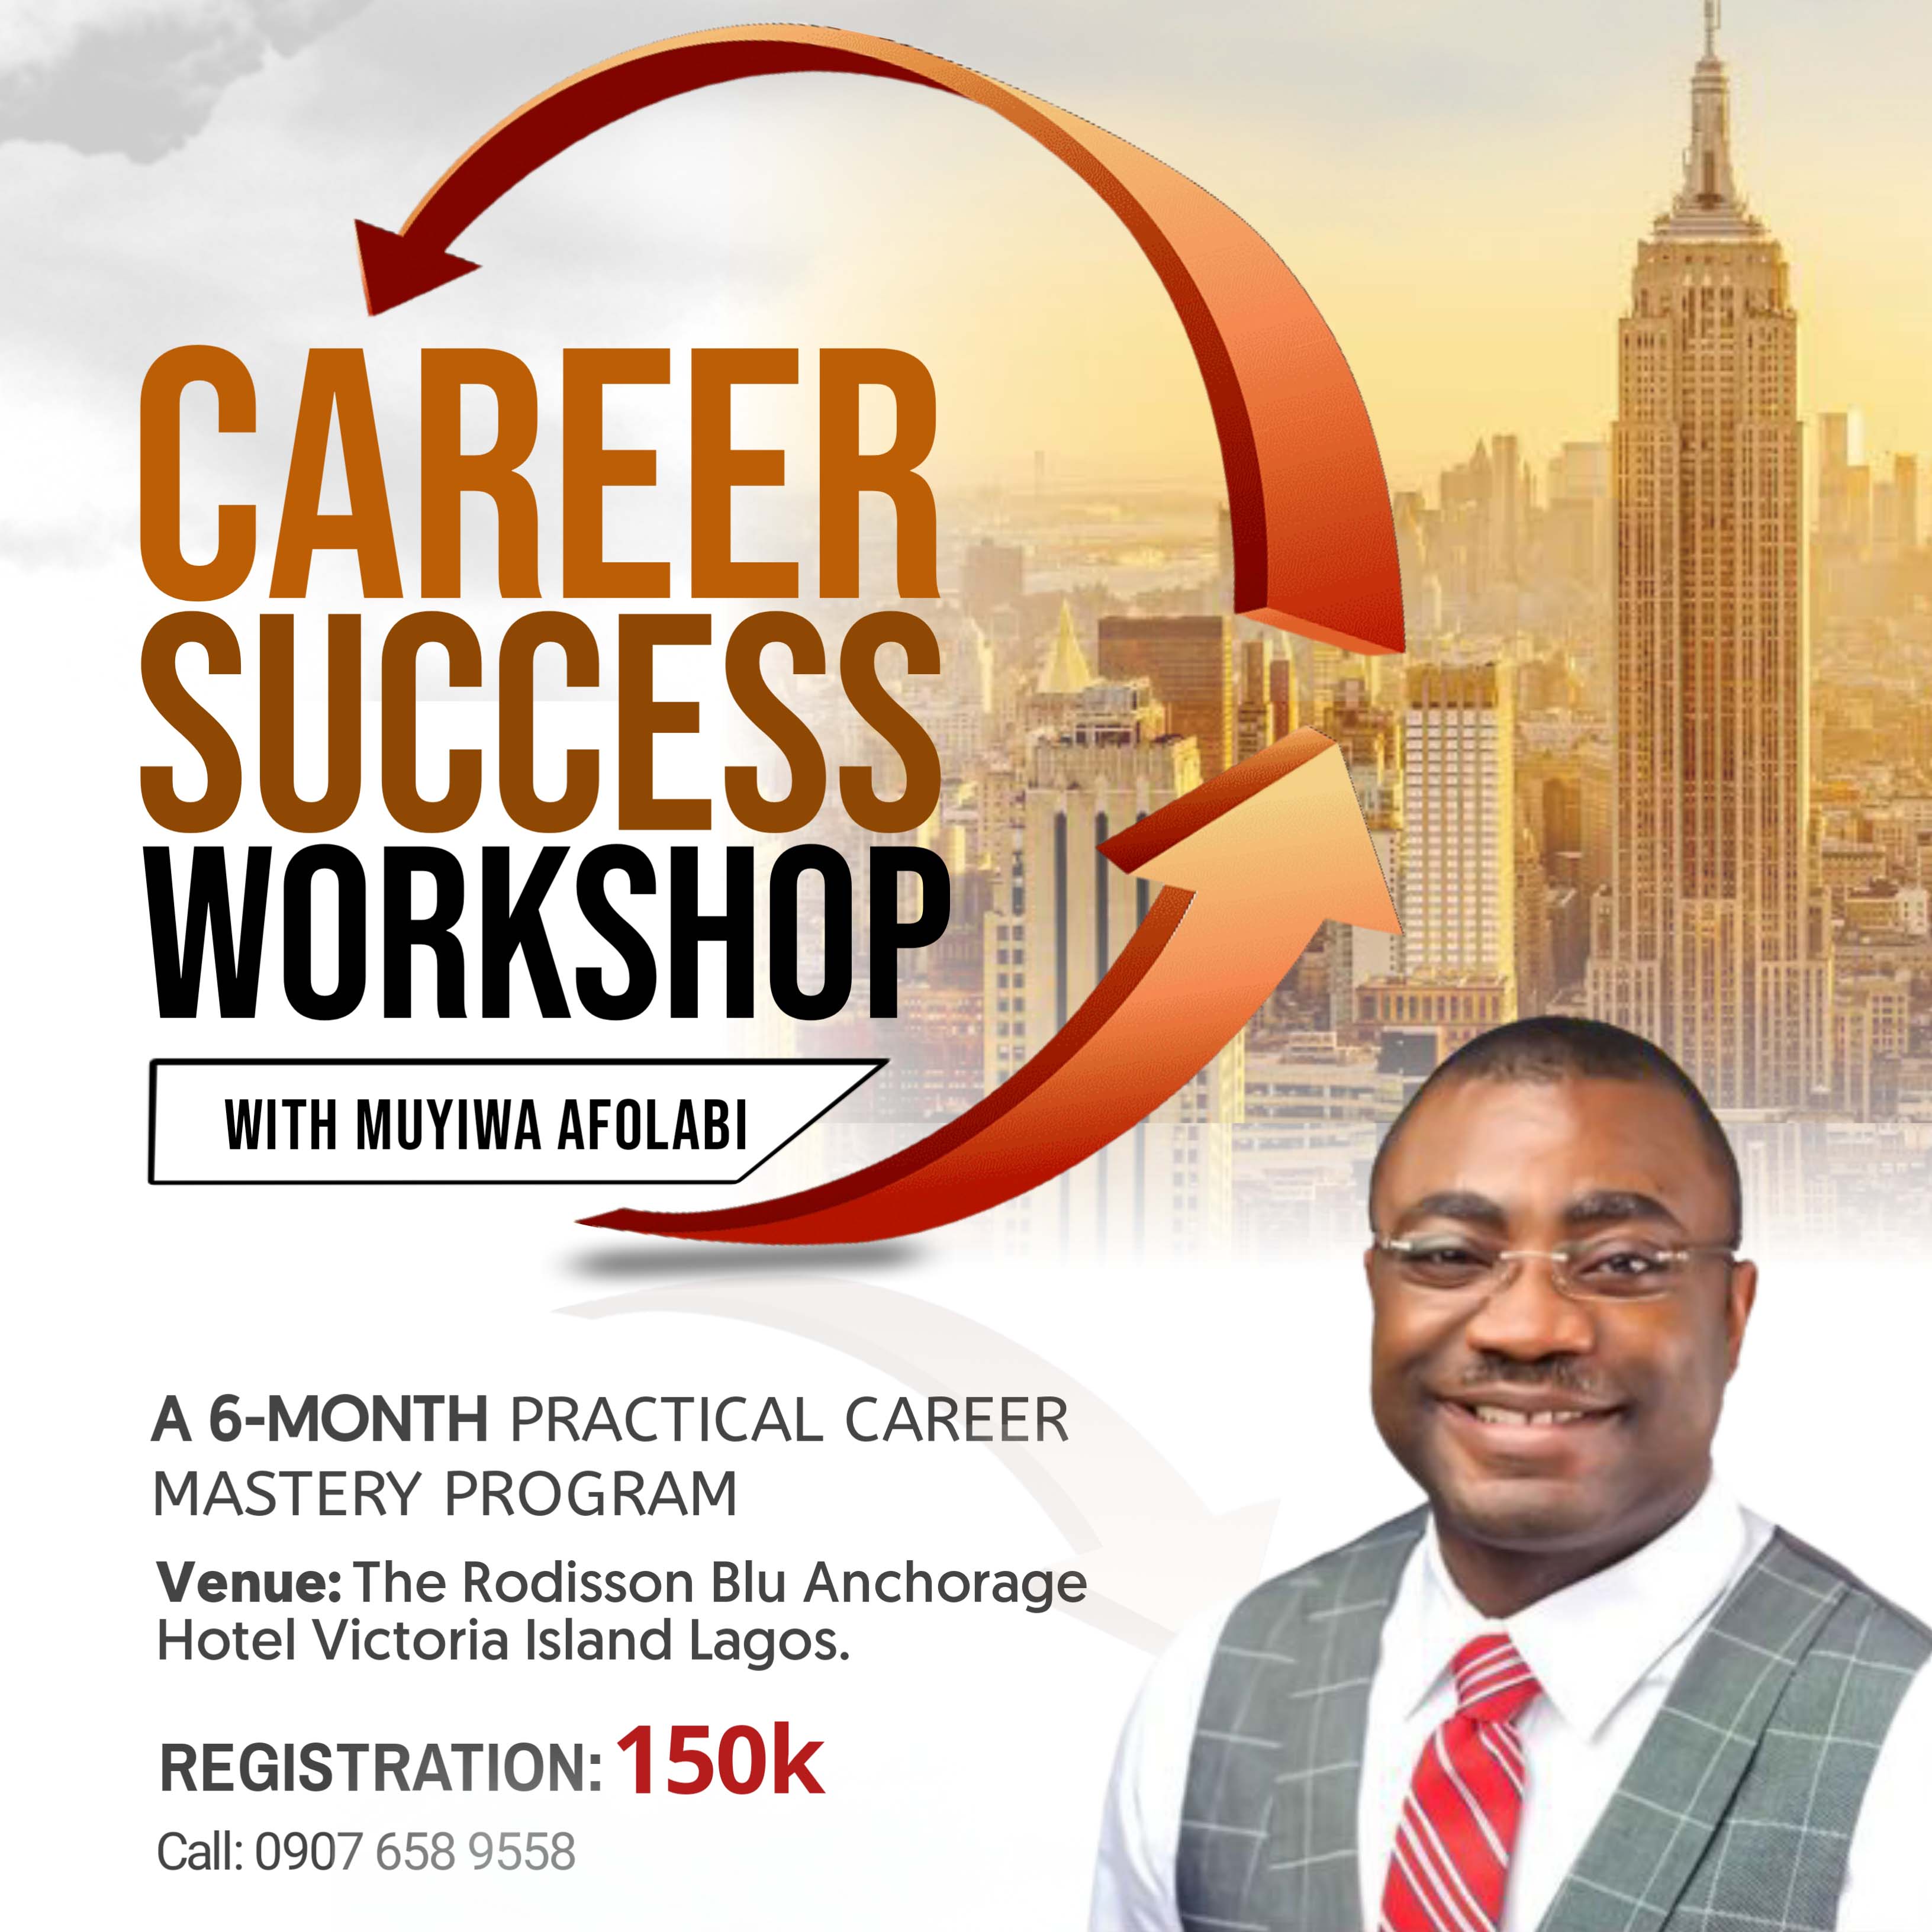 CAREER
SUCCESS
WORKSHOP
WITH MUYIWA AFOLABI
A 6-MONTH PRACTICAL CAREER
MASTERY PROGRAM
Venue: The Rodisson Blu Anchorage
Hotel Victoria Island Lagos.
REGISTRATION: 150k
Call: 0907 658 9558